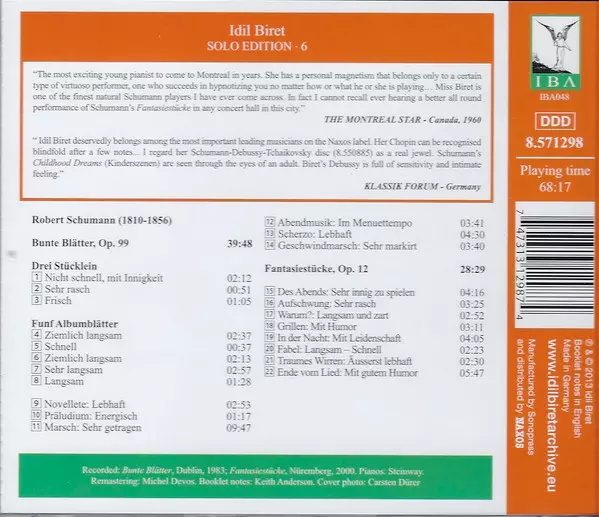 Idil Biret
SOLO EDITION · 6
“The most exciting young pianist to come to Montreal in years. She has a personal magnetism that belongs only to a certain
type of virtuoso performer, one who succeeds in hypnotizing you no matter how or what he or she is playing… Miss Biret is
one of the finest natural Schumann players I have ever come across. In fact I cannot recall ever hearing a better all round
performance of Schumann’s Fantasiestücke in any concert hall in this city.”
THE MONTREAL STAR - Canada, 1960
“Idil Biret deservedly belongs among the most important leading musicians on the Naxos label. Her Chopin can be recognised
blindfold after a few notes… I regard her Schumann-Debussy-Tchaikovsky disc (8.550885) as a real jewel. Schumann’s
Childhood Dreams (Kinderszenen) are seen through the eyes of an adult. Biret’s Debussy is full of sensitivity and intimate
feeling.”
KLASSIK FORUM - Germany
Robert Schumann (1810-1856)
Bunte Blätter, Op. 99 39:48
Drei Stücklein
1 Nicht schnell, mit Innigkeit 02:12
2 Sehr rasch 00:51
3 Frisch 01:05
Funf Albumblätter
4 Ziemlich langsam 02:37
5 Schnell 00:37
6 Ziemlich langsam 02:13
7 Sehr langsam 02:57
8 Langsam 01:28
9 Novellete: Lebhaft 02:53
10 Präludium: Energisch 01:17
11 Marsch: Sehr getragen 09:47
12 Abendmusik: Im Menuettempo 03:41
13 Scherzo: Lebhaft 04:30
14 Geschwindmarsch: Sehr markirt 03:40
Fantasiestücke, Op. 12 28:29
15 Des Abends: Sehr innig zu spielen 04:16
16 Aufschwung: Sehr rasch 03:25
17 Warum?: Langsam und zart 02:52
18 Grillen: Mit Humor 03:11
19 In der Nacht: Mit Leidenschaft 04:05
20 Fabel: Langsam – Schnell 02:23
21 Traumes Wirren: Äusserst lebhaft 02:30
22 Ende vom Lied: Mit gutem Humor 05:47
Recorded: Bunte Blätter, Dublin, 1983; Fantasiestücke, Nüremberg, 2000. Pianos: Steinway.
Remastering: Michel Devos. Booklet notes: Keith Anderson. Cover photo: Carsten Dürer
IBA
IBA048
DDD
8.571298
Playing time
68:17
7 47313 12987 4
℗ & © 2013 Idil Biret
Booklet notes in English
Made in Germany
www.idilbiretarchive.eu
Manufactured by Sonopress
and distributed by NAXOS